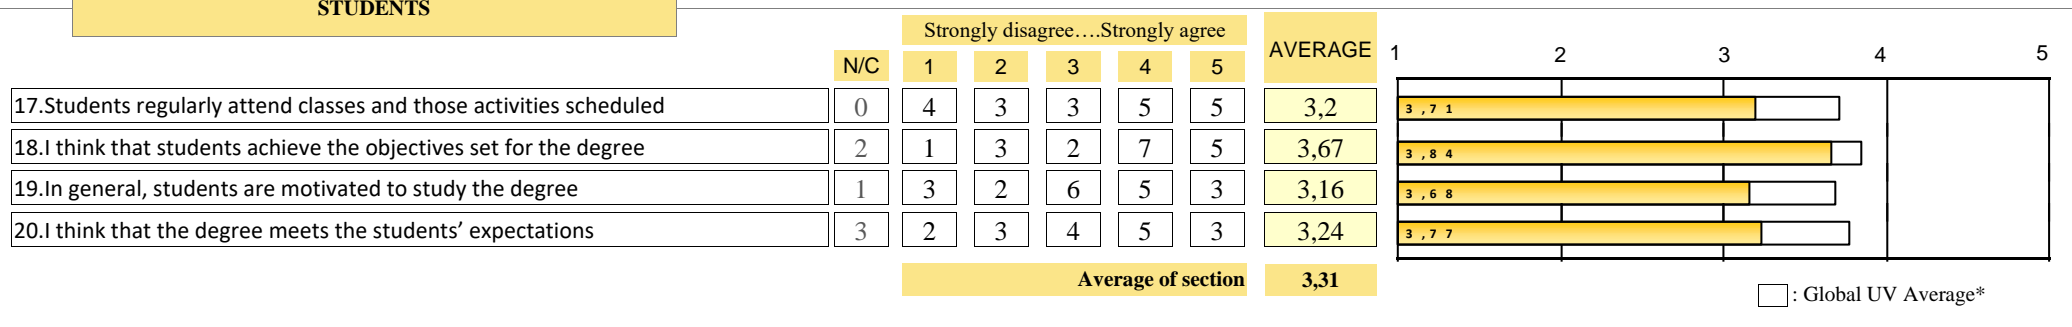 STUDENTS
Strongly disagree….Strongly agree
AVERAGE
1 2 3 4 5
N/C 1 2 3 4 5
17.Students regularly attend classes and those activities scheduled 0 4 3 3 5 5 3,2 3,71
18.I think that students achieve the objectives set for the degree 2 1 3 2 7 5 3,67 3,84
19.In general, students are motivated to study the degree 1 3 2 6 5 3 3,16 3,68
20.I think that the degree meets the students’ expectations 3 2 3 4 5 3 3,24 3,77
Average of section 3,31
: Global UV Average*